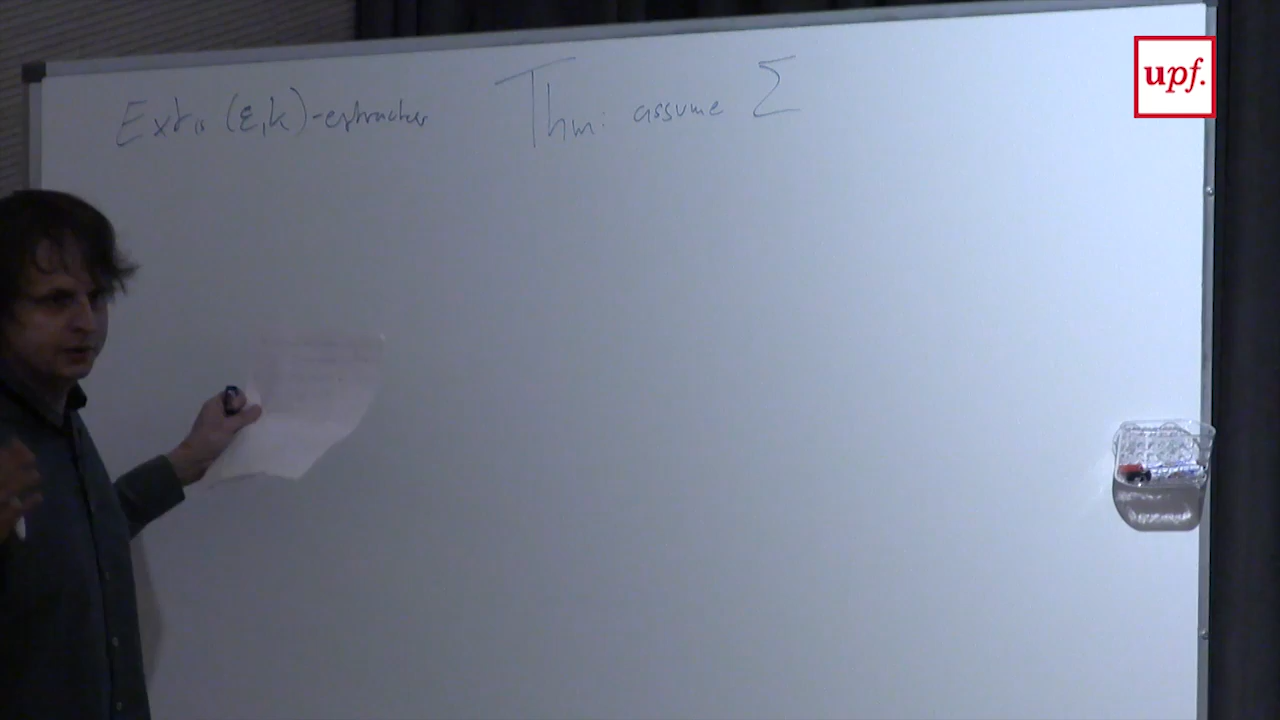 Ext is (ε,k)-extractor
Thm: assume Σ
upf.